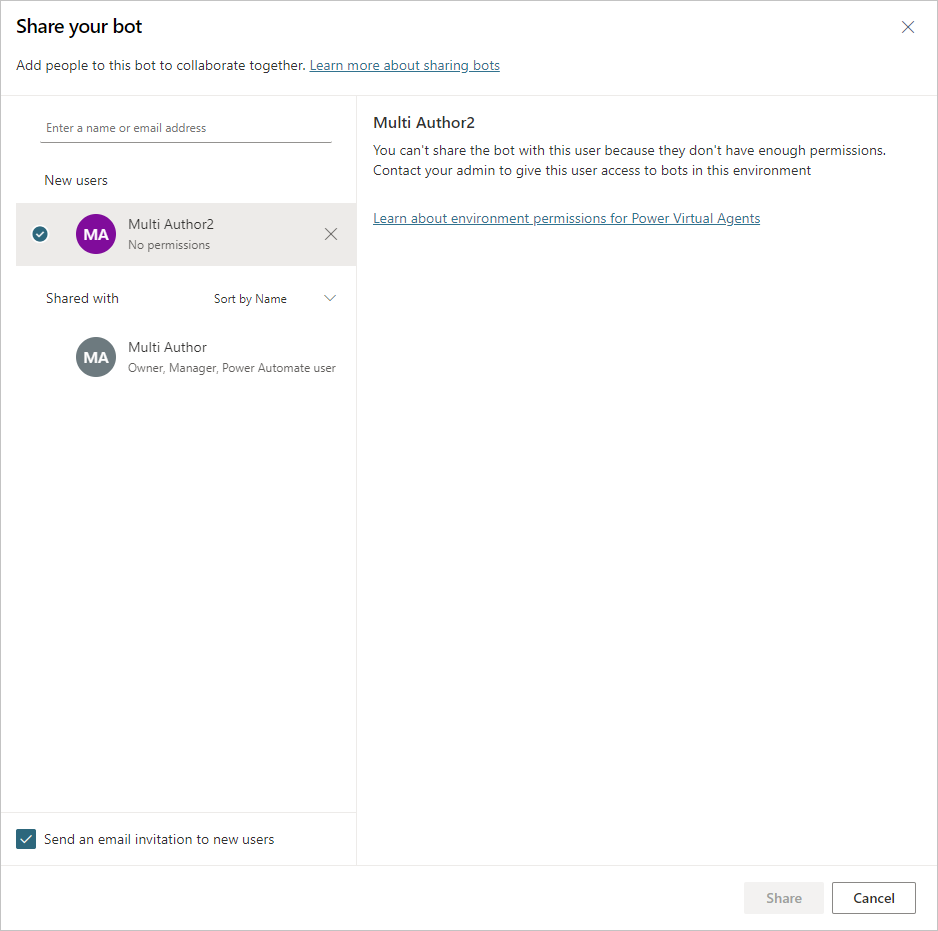 Share your bot
Add people to this bot to collaborate together. Learn more about sharing bots
Enter a name or email address
New users
MA
Multi Author2
No permissions
Shared with
Sort by Name
MA
Multi Author
Owner, Manager, Power Automate user
Send an email invitation to new users
Multi Author2
You can't share the bot with this user because they don't have enough permissions.
Contact your admin to give this user access to bots in this environment
Learn about environment permissions for Power Virtual Agents
Share
Cancel